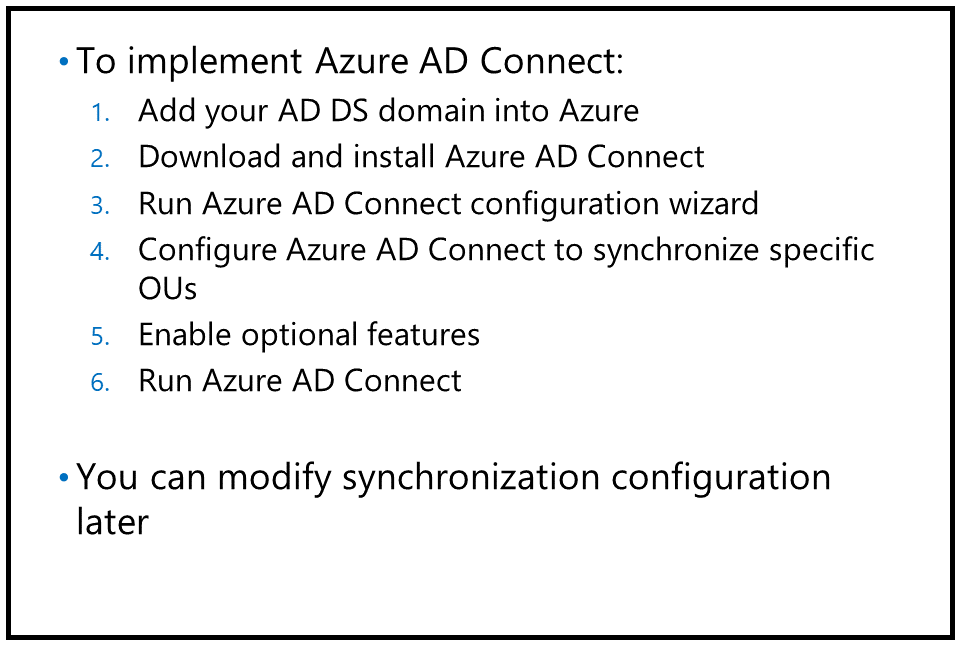 • To implement Azure AD Connect:
1. Add your AD DS domain into Azure
2. Download and install Azure AD Connect
3. Run Azure AD Connect configuration wizard
4. Configure Azure AD Connect to synchronize specific
OUs
5. Enable optional features
6. Run Azure AD Connect
• You can modify synchronization configuration
later